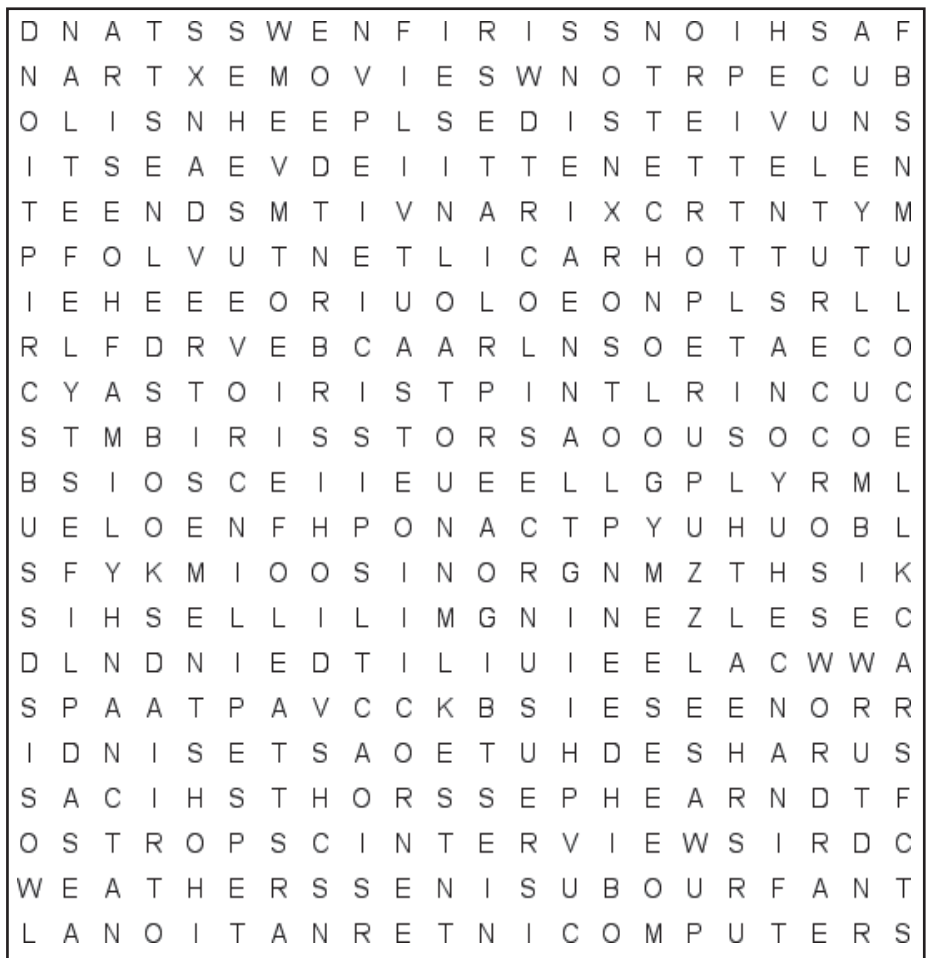 D N A T S S W E N F I R I S S N O I H S A F
N A R T X E M O V I E S W N O T R P E C U B
O L I S N H E E P L S E D I S T E I V U N S
I T S E A E V D E I I T T E N E T T E L E N
T E E N D S M T I V N A R I X C R T N T Y M
P F O L V U T N E T L I C A R H O T T U T U
I E H E E E O R I U O L O E O N P L S R L L
R L F D R V E B C A A R L N S O E T A E C O
C Y A S T O I R I S T P I N T L R I N C U C
S T M B I R I S S T O R S A O O U S O C O E
B S I O S C E I I E U E E L L G P L Y R M L
U E L O E N F H P O N A C T P Y U H U O B L
S F Y K M I O O S I N O R G N M Z T H S I K
S I H S E L L I L I M G N I N E Z L E S E C
D L N D N I E D T I L I U I E E L A C W W A
S P A A T P A V C C K B S I E S E E N O R R
I D N I S E T S A O E T U H D E S H A R U S
S A C I H S T H O R S S E P H E A R N D T F
O S T R O P S C I N T E R V I E W S I R D C
W E A T H E R S S E N I S U B O U R F A N T
L A N O I T A N R E T N I C O M P U T E R S